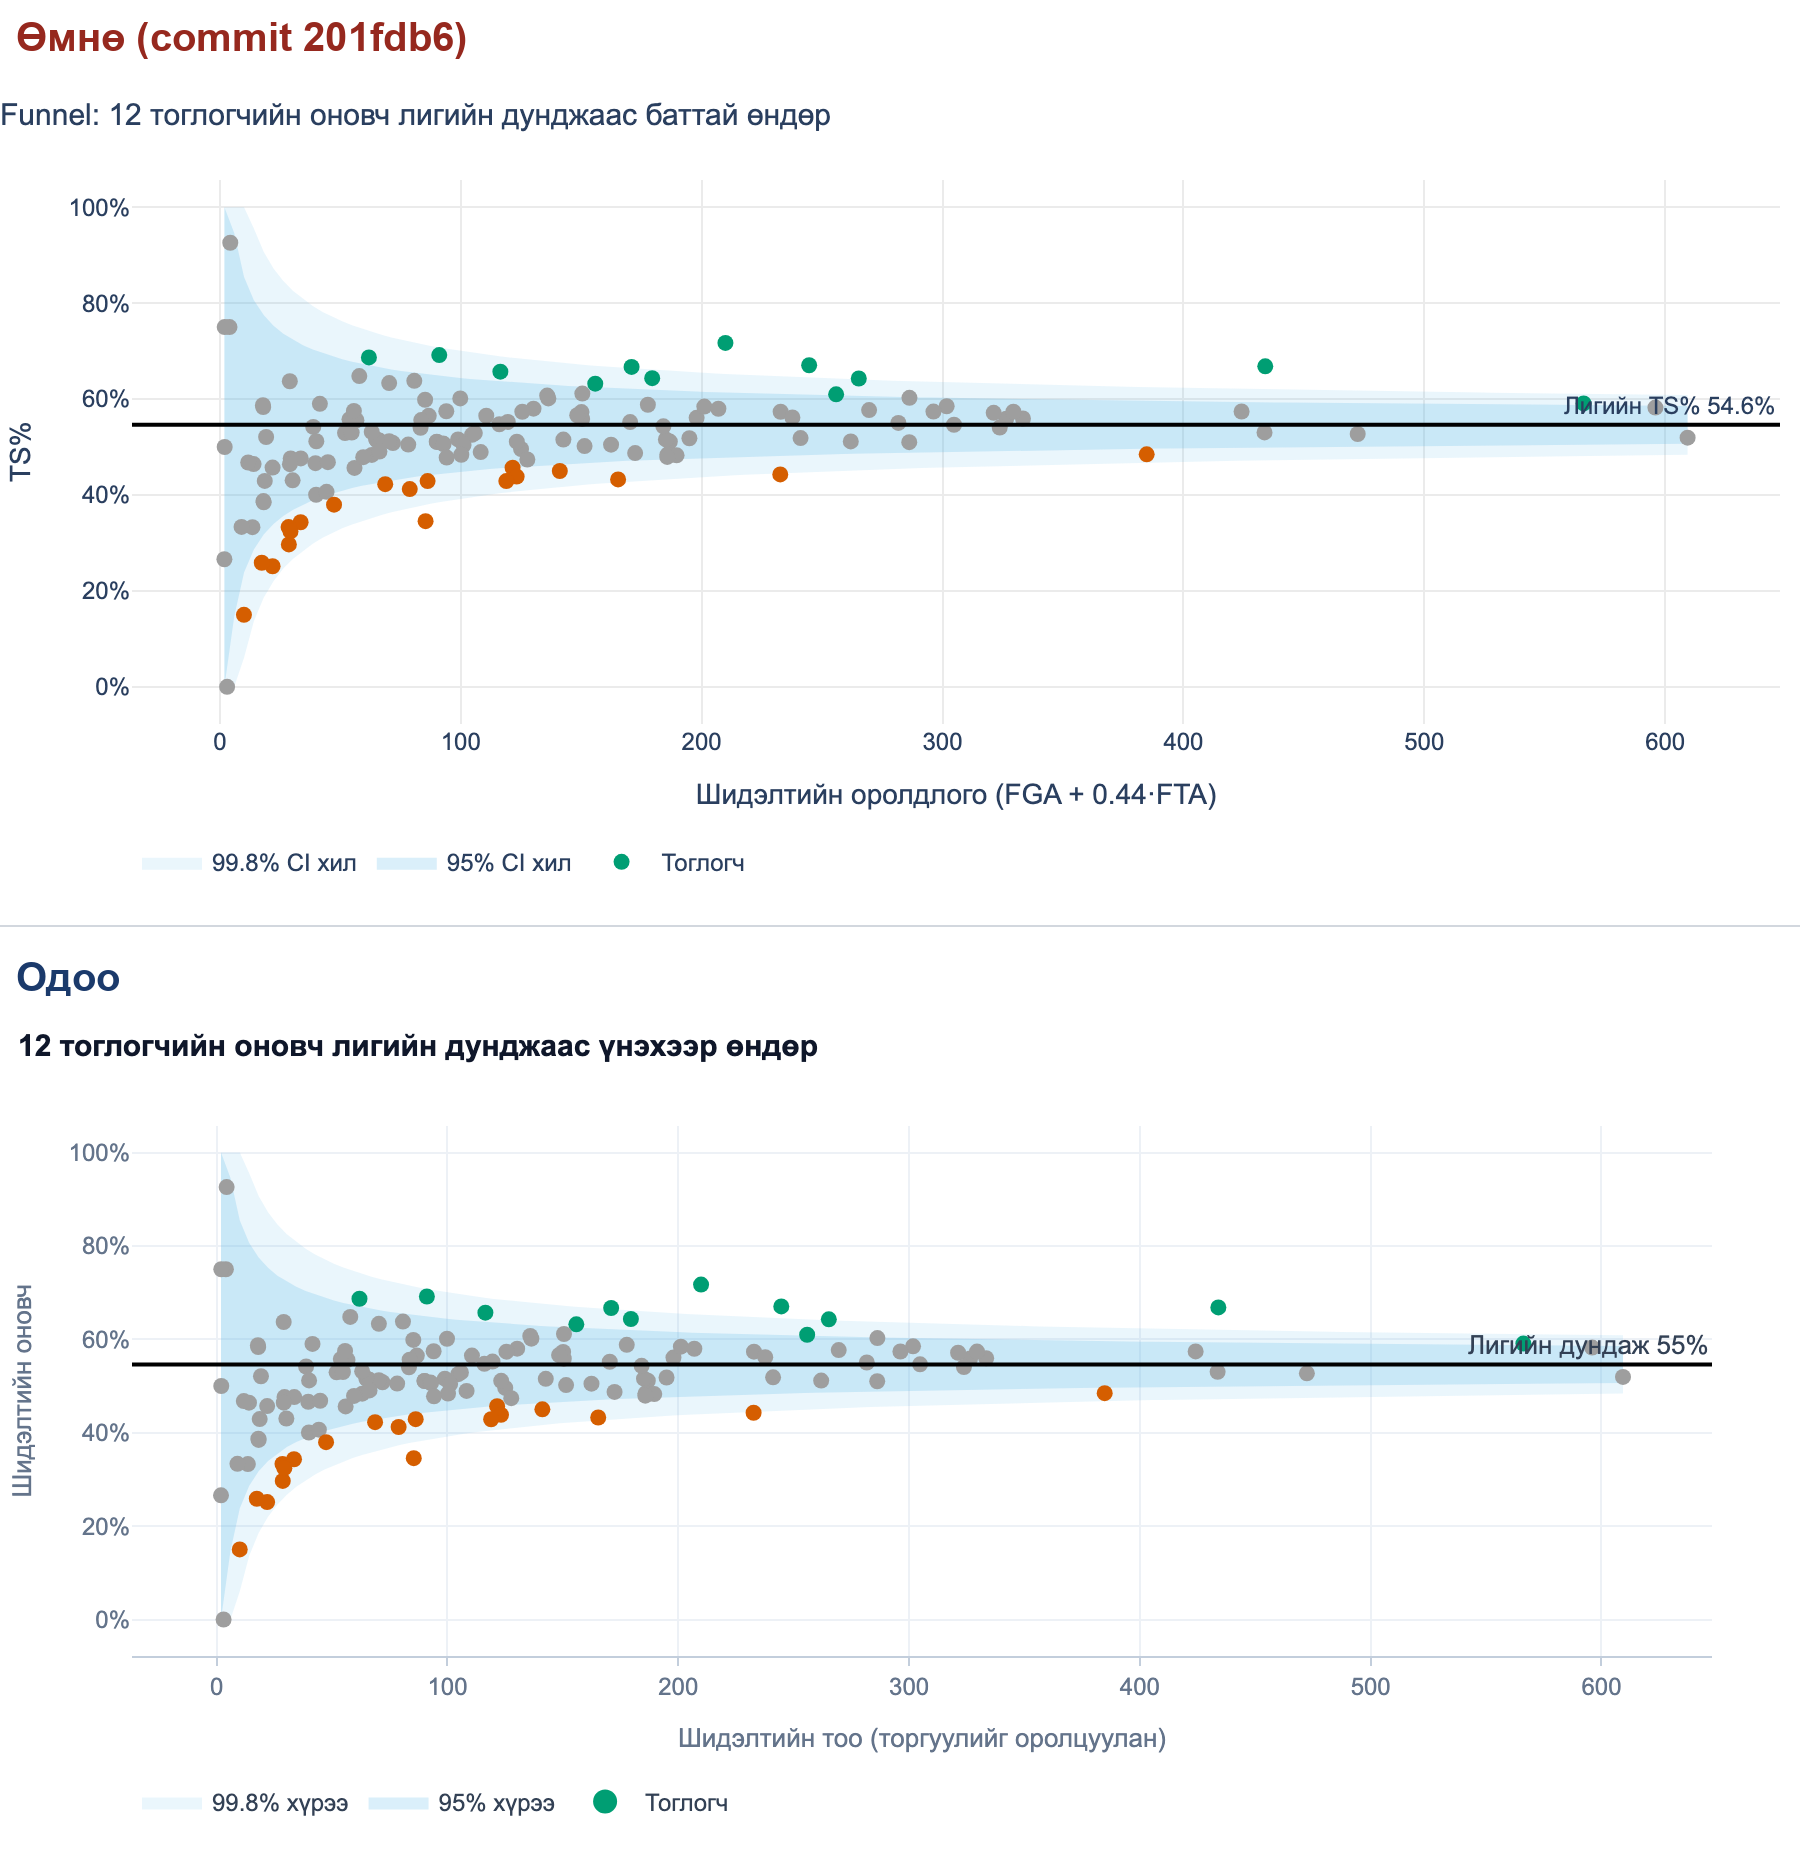 Өмнө (commit 201fdb6)
Funnel: 12 тоглогчийн оновч лигийн дунджаас баттай өндөр
100%
80%
60%
40%
20%
0%
TS%
Лигийн TS% 54.6%
0 100 200 300 400 500 600
Шидэлтийн оролдлого (FGA + 0.44·FTA)
99.8% CI хил 95% CI хил Тоглогч
Одоо
12 тоглогчийн оновч лигийн дунджаас үнэхээр өндөр
100%
80%
60%
40%
20%
0%
Шидэлтийн оновч
Лигийн дундаж 55%
0 100 200 300 400 500 600
Шидэлтийн тоо (торгуулийг оролцуулан)
99.8% хүрээ 95% хүрээ Тоглогч